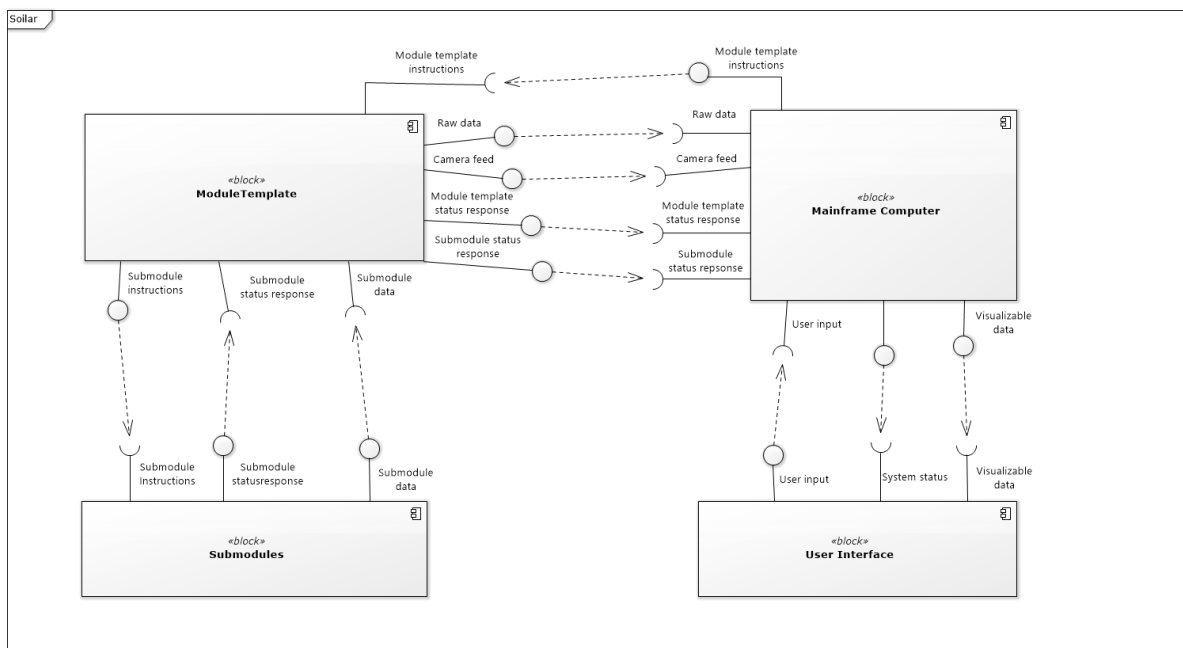 Soilar
Module template
instructions
Module template
instructions
Raw data
Raw data
Camera feed
Camera feed
«block»
ModuleTemplate
Module template
status response
Module template
status response
«block»
Mainframe Computer
Submodule status
response
Submodule
status repsonse
Submodule
instructions
Submodule
status response
Submodule
data
User input
Visualizable
data
Submodule
Instructions
Submodule
statusresponse
Submodule
data
User input
System status
Visualizable
data
«block»
Submodules
«block»
User Interface